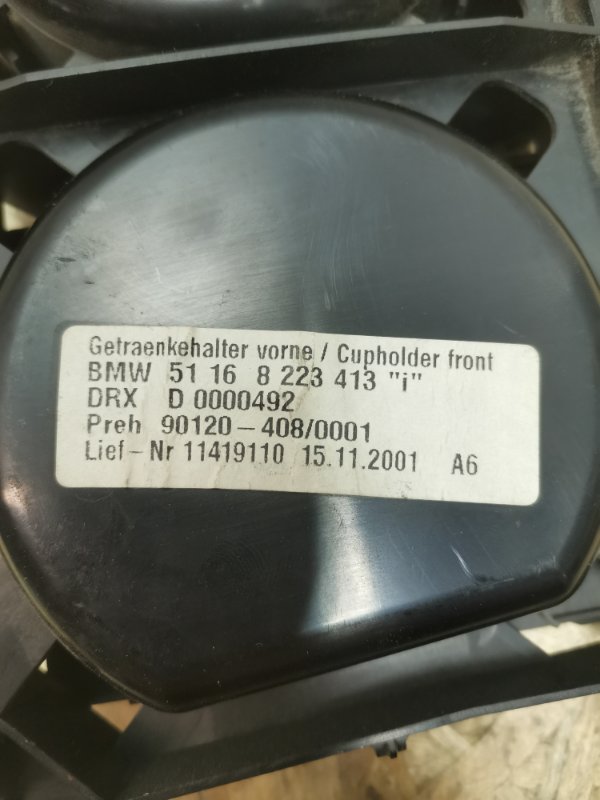 Getraenkehalter vorne / Cupholder front
BMW 51 16 8 223 413 "i"
DRX D 0000492
Preh 90120-408/0001
Lief-Nr 11419110 15.11.2001 A6